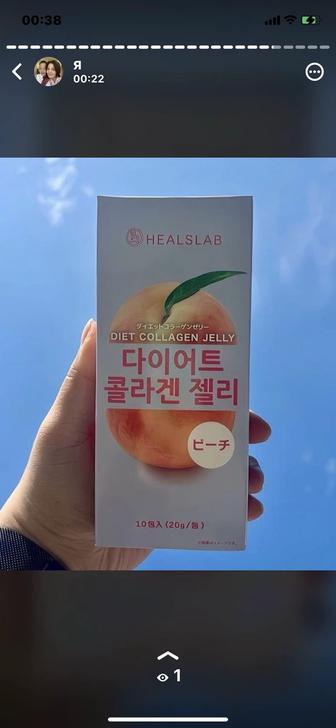 00:38
Я
00:22
HEALSLAB
ダイエットコラーゲンゼリー
DIET COLLAGEN JELLY
다이어트
콜라겐 젤리
ピーチ
10包入 (20g/包)
1